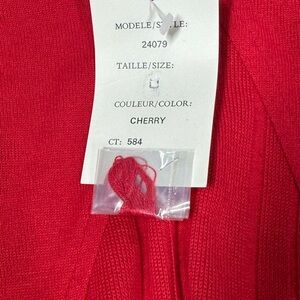 MODELE/STYLE:
24079
TAILLE/SIZE:
COULEUR/COLOR:
CHERRY
CT: 584